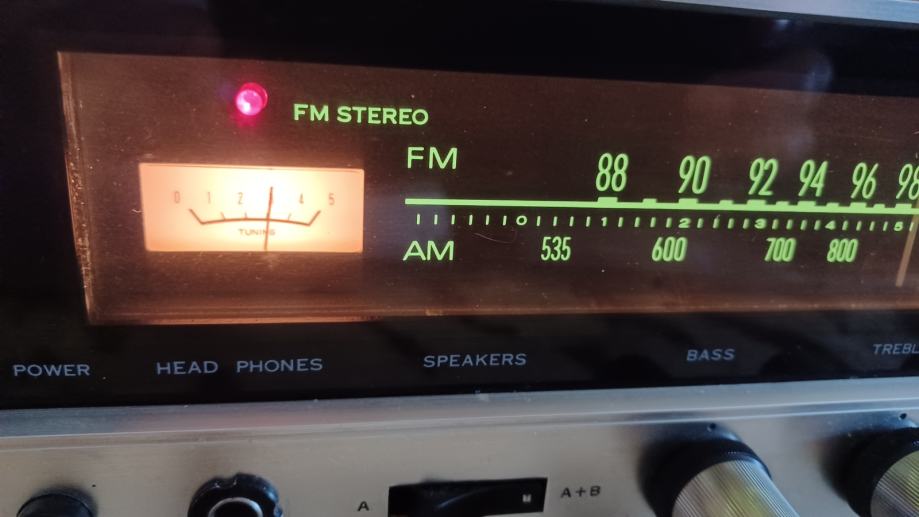 FM STEREO
FM 88 90 92 94 96 98
0 1 2 3 4 5
TUNING
0 1 2 3 4 5
AM 535 600 700 800
POWER HEAD PHONES SPEAKERS BASS
A A+B